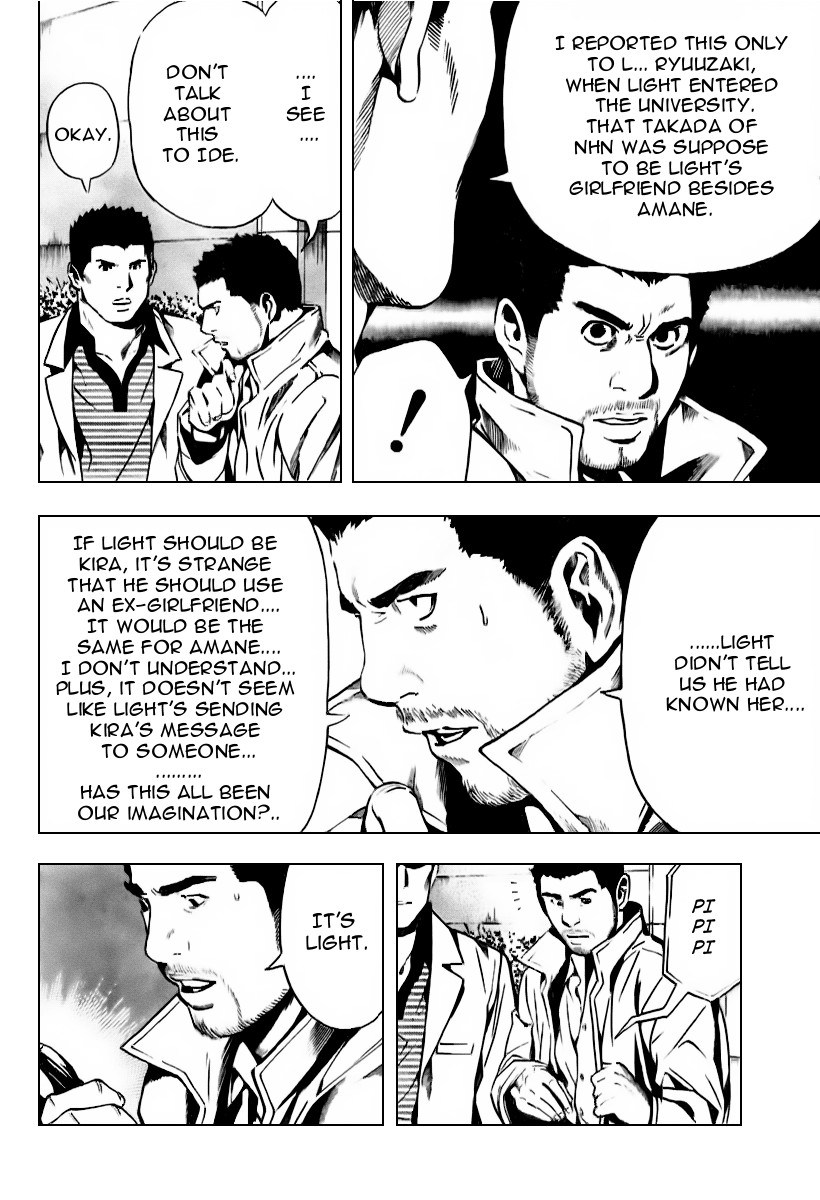 I REPORTED THIS ONLY
TO L... RYUUZAKI,
WHEN LIGHT ENTERED
THE UNIVERSITY.
THAT TAKADA OF
NHN WAS SUPPOSE
TO BE LIGHT'S
GIRLFRIEND BESIDES
AMANE.
!
....
I
SEE
....
DON'T
TALK
ABOUT
THIS
TO IDE.
OKAY.
......LIGHT
DIDN'T TELL
US HE HAD
KNOWN HER....
IF LIGHT SHOULD BE
KIRA, IT'S STRANGE
THAT HE SHOULD USE
AN EX-GIRLFRIEND....
IT WOULD BE THE
SAME FOR AMANE....
I DON'T UNDERSTAND...
PLUS, IT DOESN'T SEEM
LIKE LIGHT'S SENDING
KIRA'S MESSAGE
TO SOMEONE...
.........
HAS THIS ALL BEEN
OUR IMAGINATION?..
PI
PI
PI
IT'S
LIGHT.